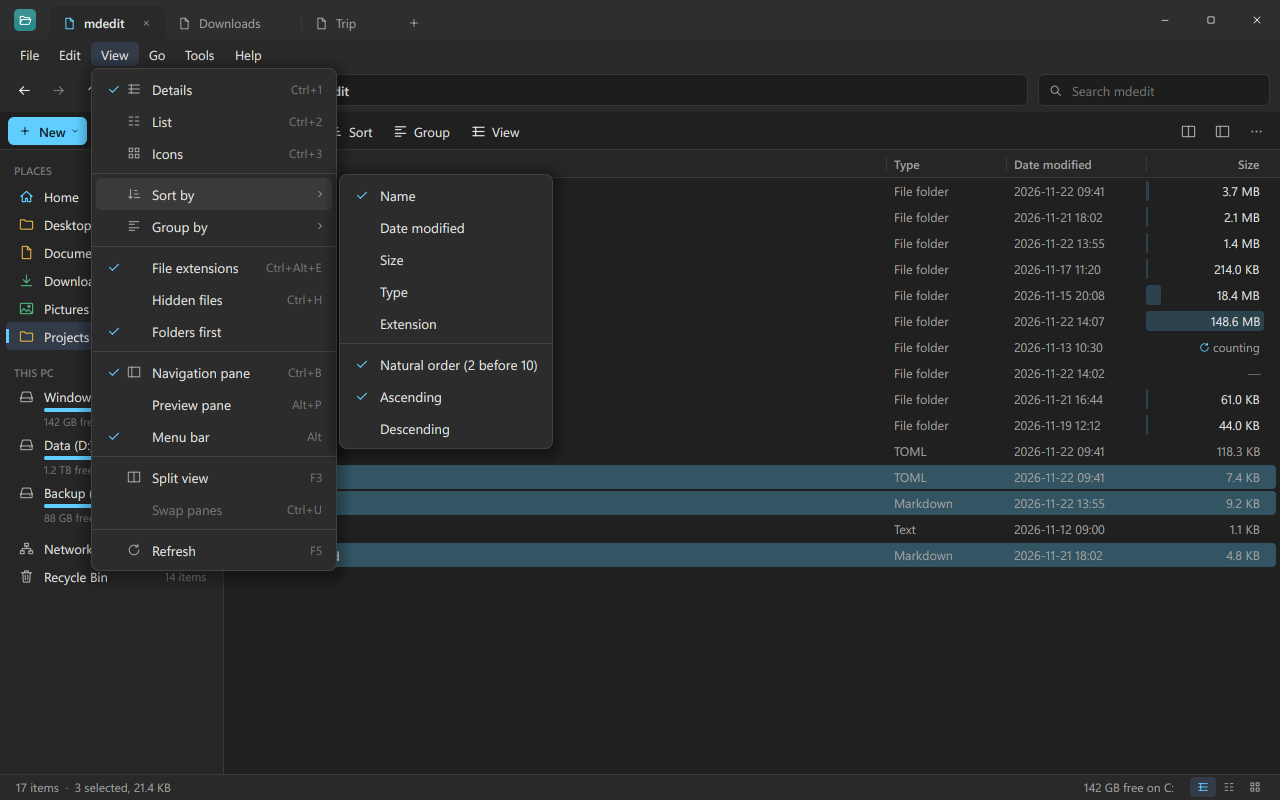 mdedit
Downloads
Trip
File Edit View Go Tools Help
Details Ctrl+1
List Ctrl+2
Icons Ctrl+3
Sort by
Group by
File extensions Ctrl+Alt+E
Hidden files Ctrl+H
Folders first
Navigation pane Ctrl+B
Preview pane Alt+P
Menu bar Alt
Split view F3
Swap panes Ctrl+U
Refresh F5
Name
Date modified
Size
Type
Extension
Natural order (2 before 10)
Ascending
Descending
Search mdedit
New
Sort Group View
PLACES
Home
Pictures
Projects
THIS PC
142 GB
1.2 TB
Backup
88 GB
Recycle Bin 14 items
Type Date modified Size
File folder 2026-11-22 09:41 3.7 MB
File folder 2026-11-21 18:02 2.1 MB
File folder 2026-11-22 13:55 1.4 MB
File folder 2026-11-17 11:20 214.0 KB
File folder 2026-11-15 20:08 18.4 MB
File folder 2026-11-22 14:07 148.6 MB
File folder 2026-11-13 10:30 counting
File folder 2026-11-22 14:02 —
File folder 2026-11-21 16:44 61.0 KB
File folder 2026-11-19 12:12 44.0 KB
TOML 2026-11-22 09:41 118.3 KB
TOML 2026-11-22 09:41 7.4 KB
Markdown 2026-11-22 13:55 9.2 KB
Text 2026-11-12 09:00 1.1 KB
Markdown 2026-11-21 18:02 4.8 KB
17 items · 3 selected, 21.4 KB
142 GB free on C: